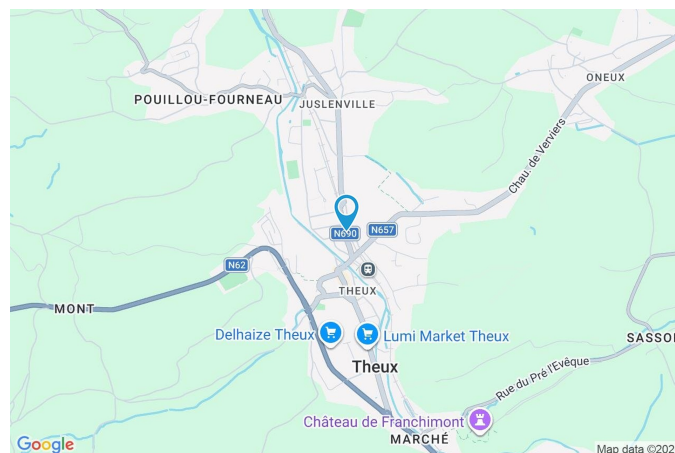 ONEUX
POUILLOU-FOURNEAU
JUSLENVILLE
Chau. de Verviers
N690
N657
N62
THEUX
MONT
Delhaize Theux
Lumi Market Theux
SASSO
Theux
Rue du Pré l'Evêque
Château de Franchimont
MARCHÉ
Google
Map data ©202